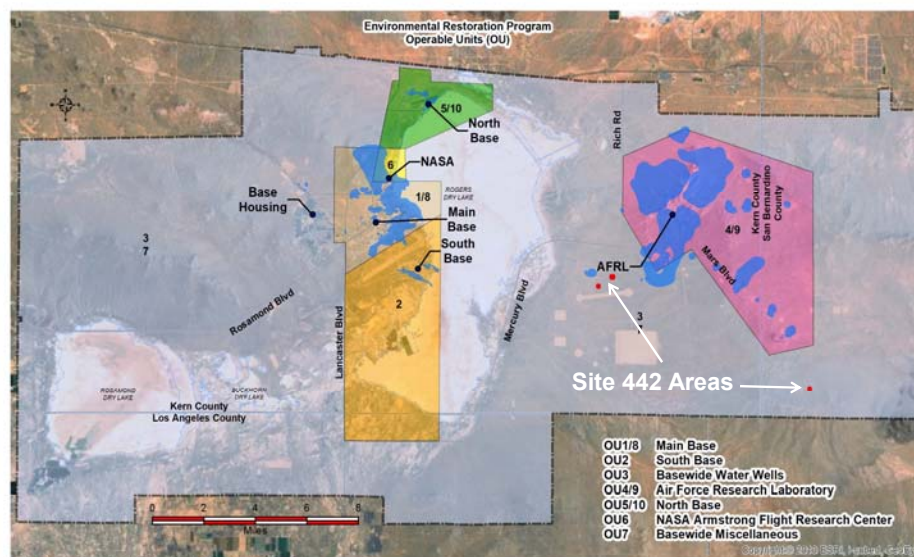 Environmental Restoration Program
Operable Units (OU)
5/10
North
Base
Rich Rd
6
NASA
Base
Housing
1/8
ROGERS
DRY LAKE
Main
Base
South
Base
Kern County
San Bernardino
County
4/9
AFRL
Mars Blvd
3
7
Rosamond Blvd
Lancaster Blvd
2
Mercury Blvd
3
Site 442 Areas
ROSAMOND
DRY LAKE
BUCKHORN
DRY LAKE
Kern County
Los Angeles County
OU1/8 Main Base
OU2 South Base
OU3 Basewide Water Wells
OU4/9 Air Force Research Laboratory
OU5/10 North Base
OU6 NASA Armstrong Flight Research Center
OU7 Basewide Miscellaneous
0 2 4 6 8
Miles